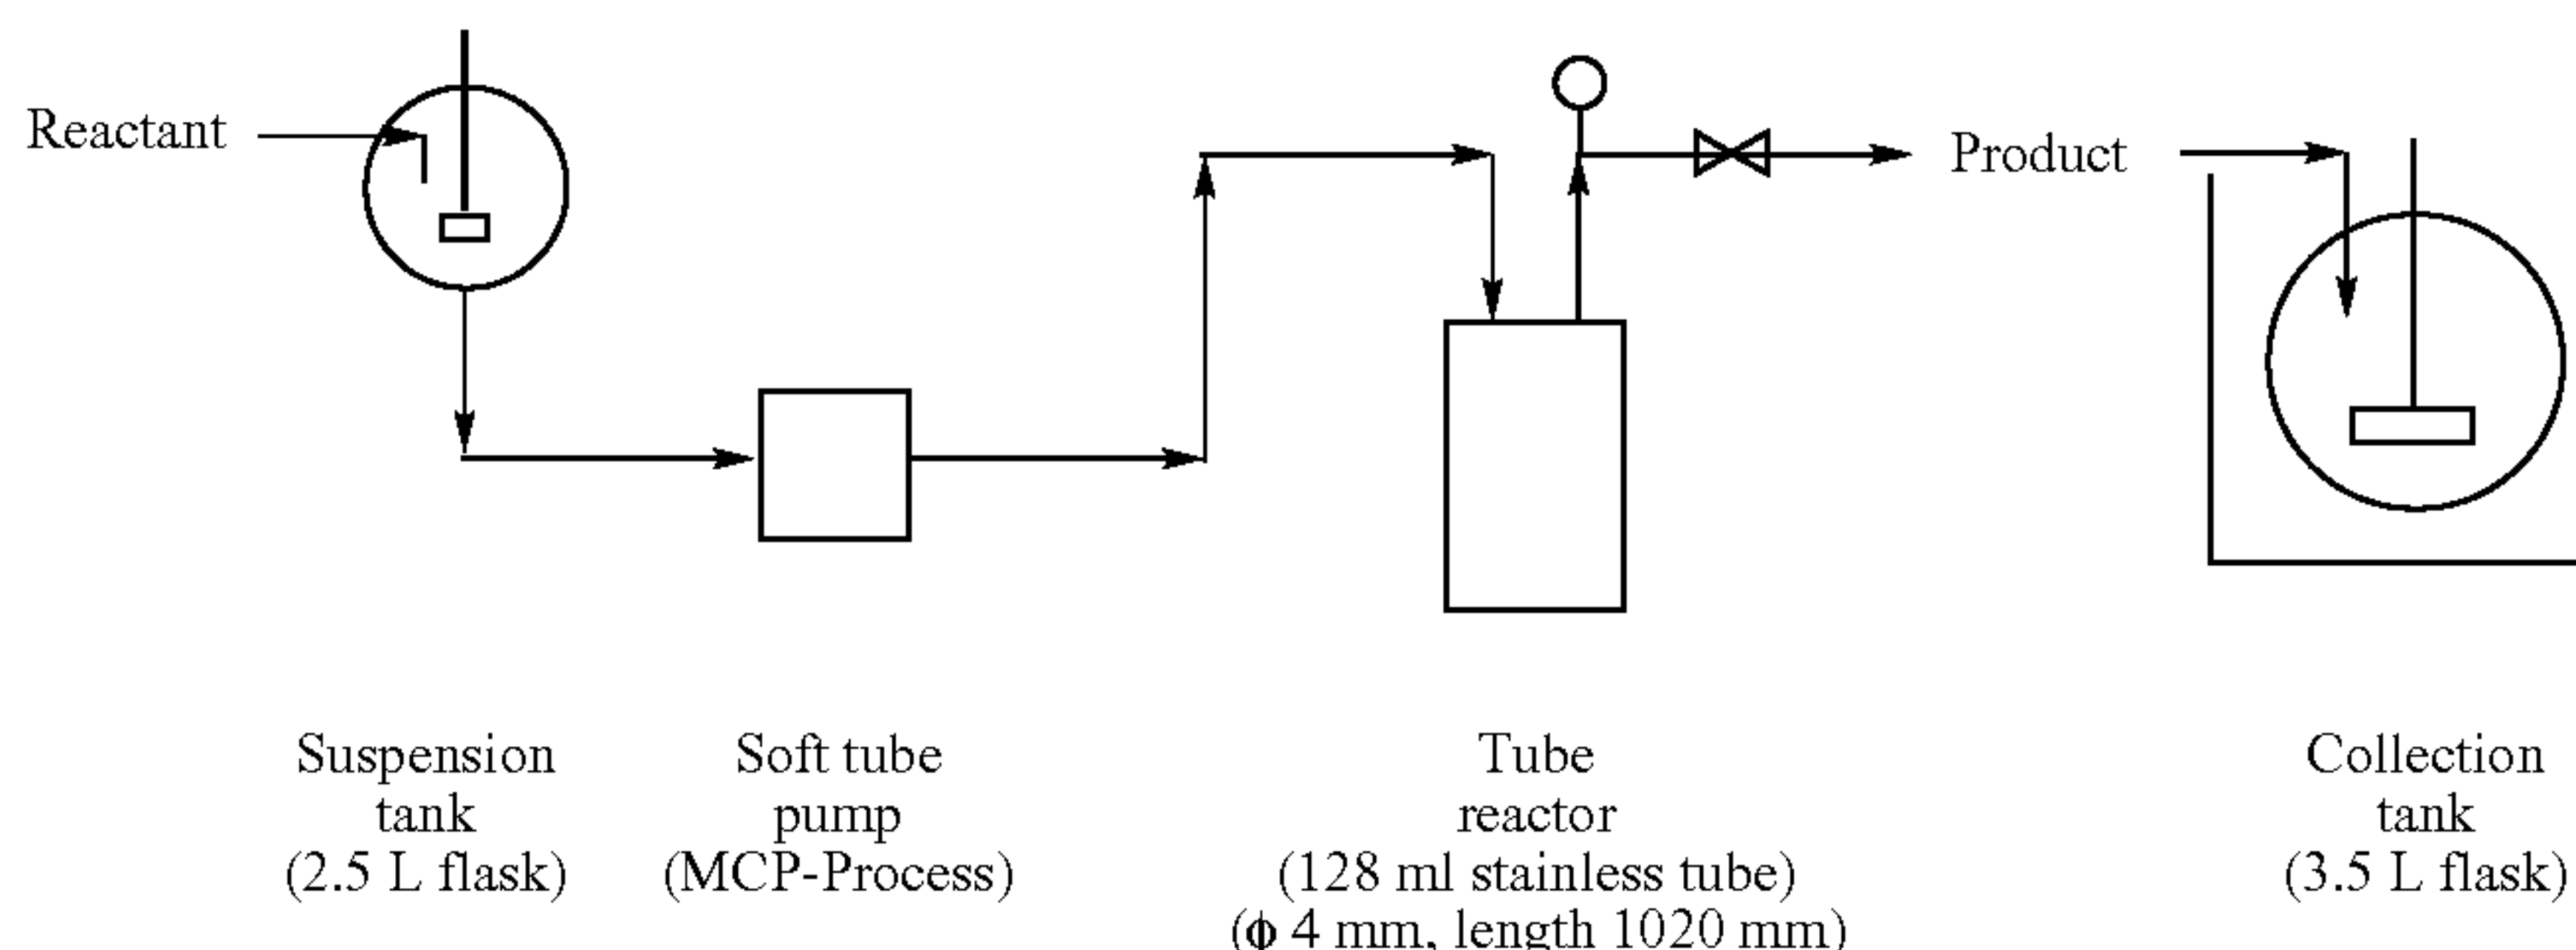 Reactant
Product
Suspension
tank
(2.5 L flask)
Soft tube
pump
(MCP-Process)
Tube
reactor
(128 ml stainless tube)
(ϕ 4 mm, length 1020 mm)
Collection
tank
(3.5 L flask)